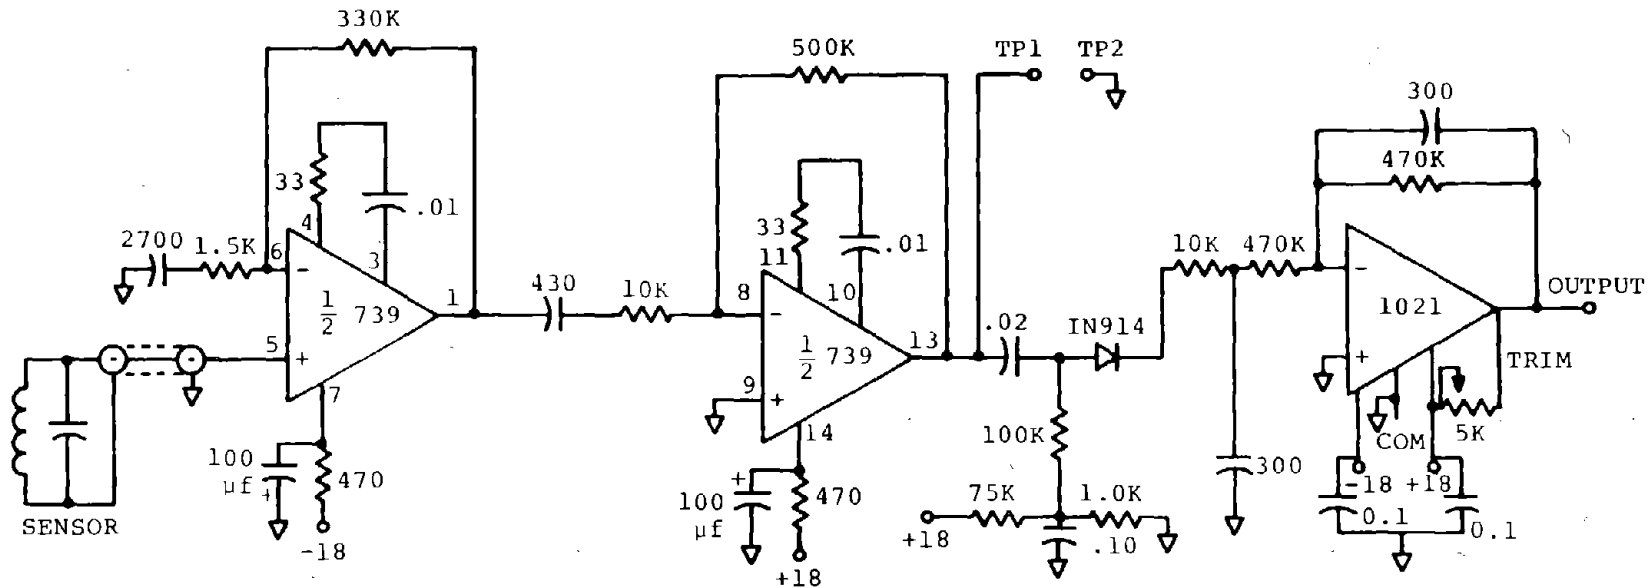 330K
33
4
.01
2700
1.5K
6
-
3
1/2 739
1
5
+
7
SENSOR
100
μf
+
470
-18
500K
33
11
.01
430
10K
8
-
10
1/2 739
13
9
+
14
+
100
μf
470
+18
TP1
TP2
.02
IN914
100K
75K
1.0K
+18
.10
10K
470K
300
300
470K
-
1021
OUTPUT
+
TRIM
COM
5K
-18
+18
0.1
0.1